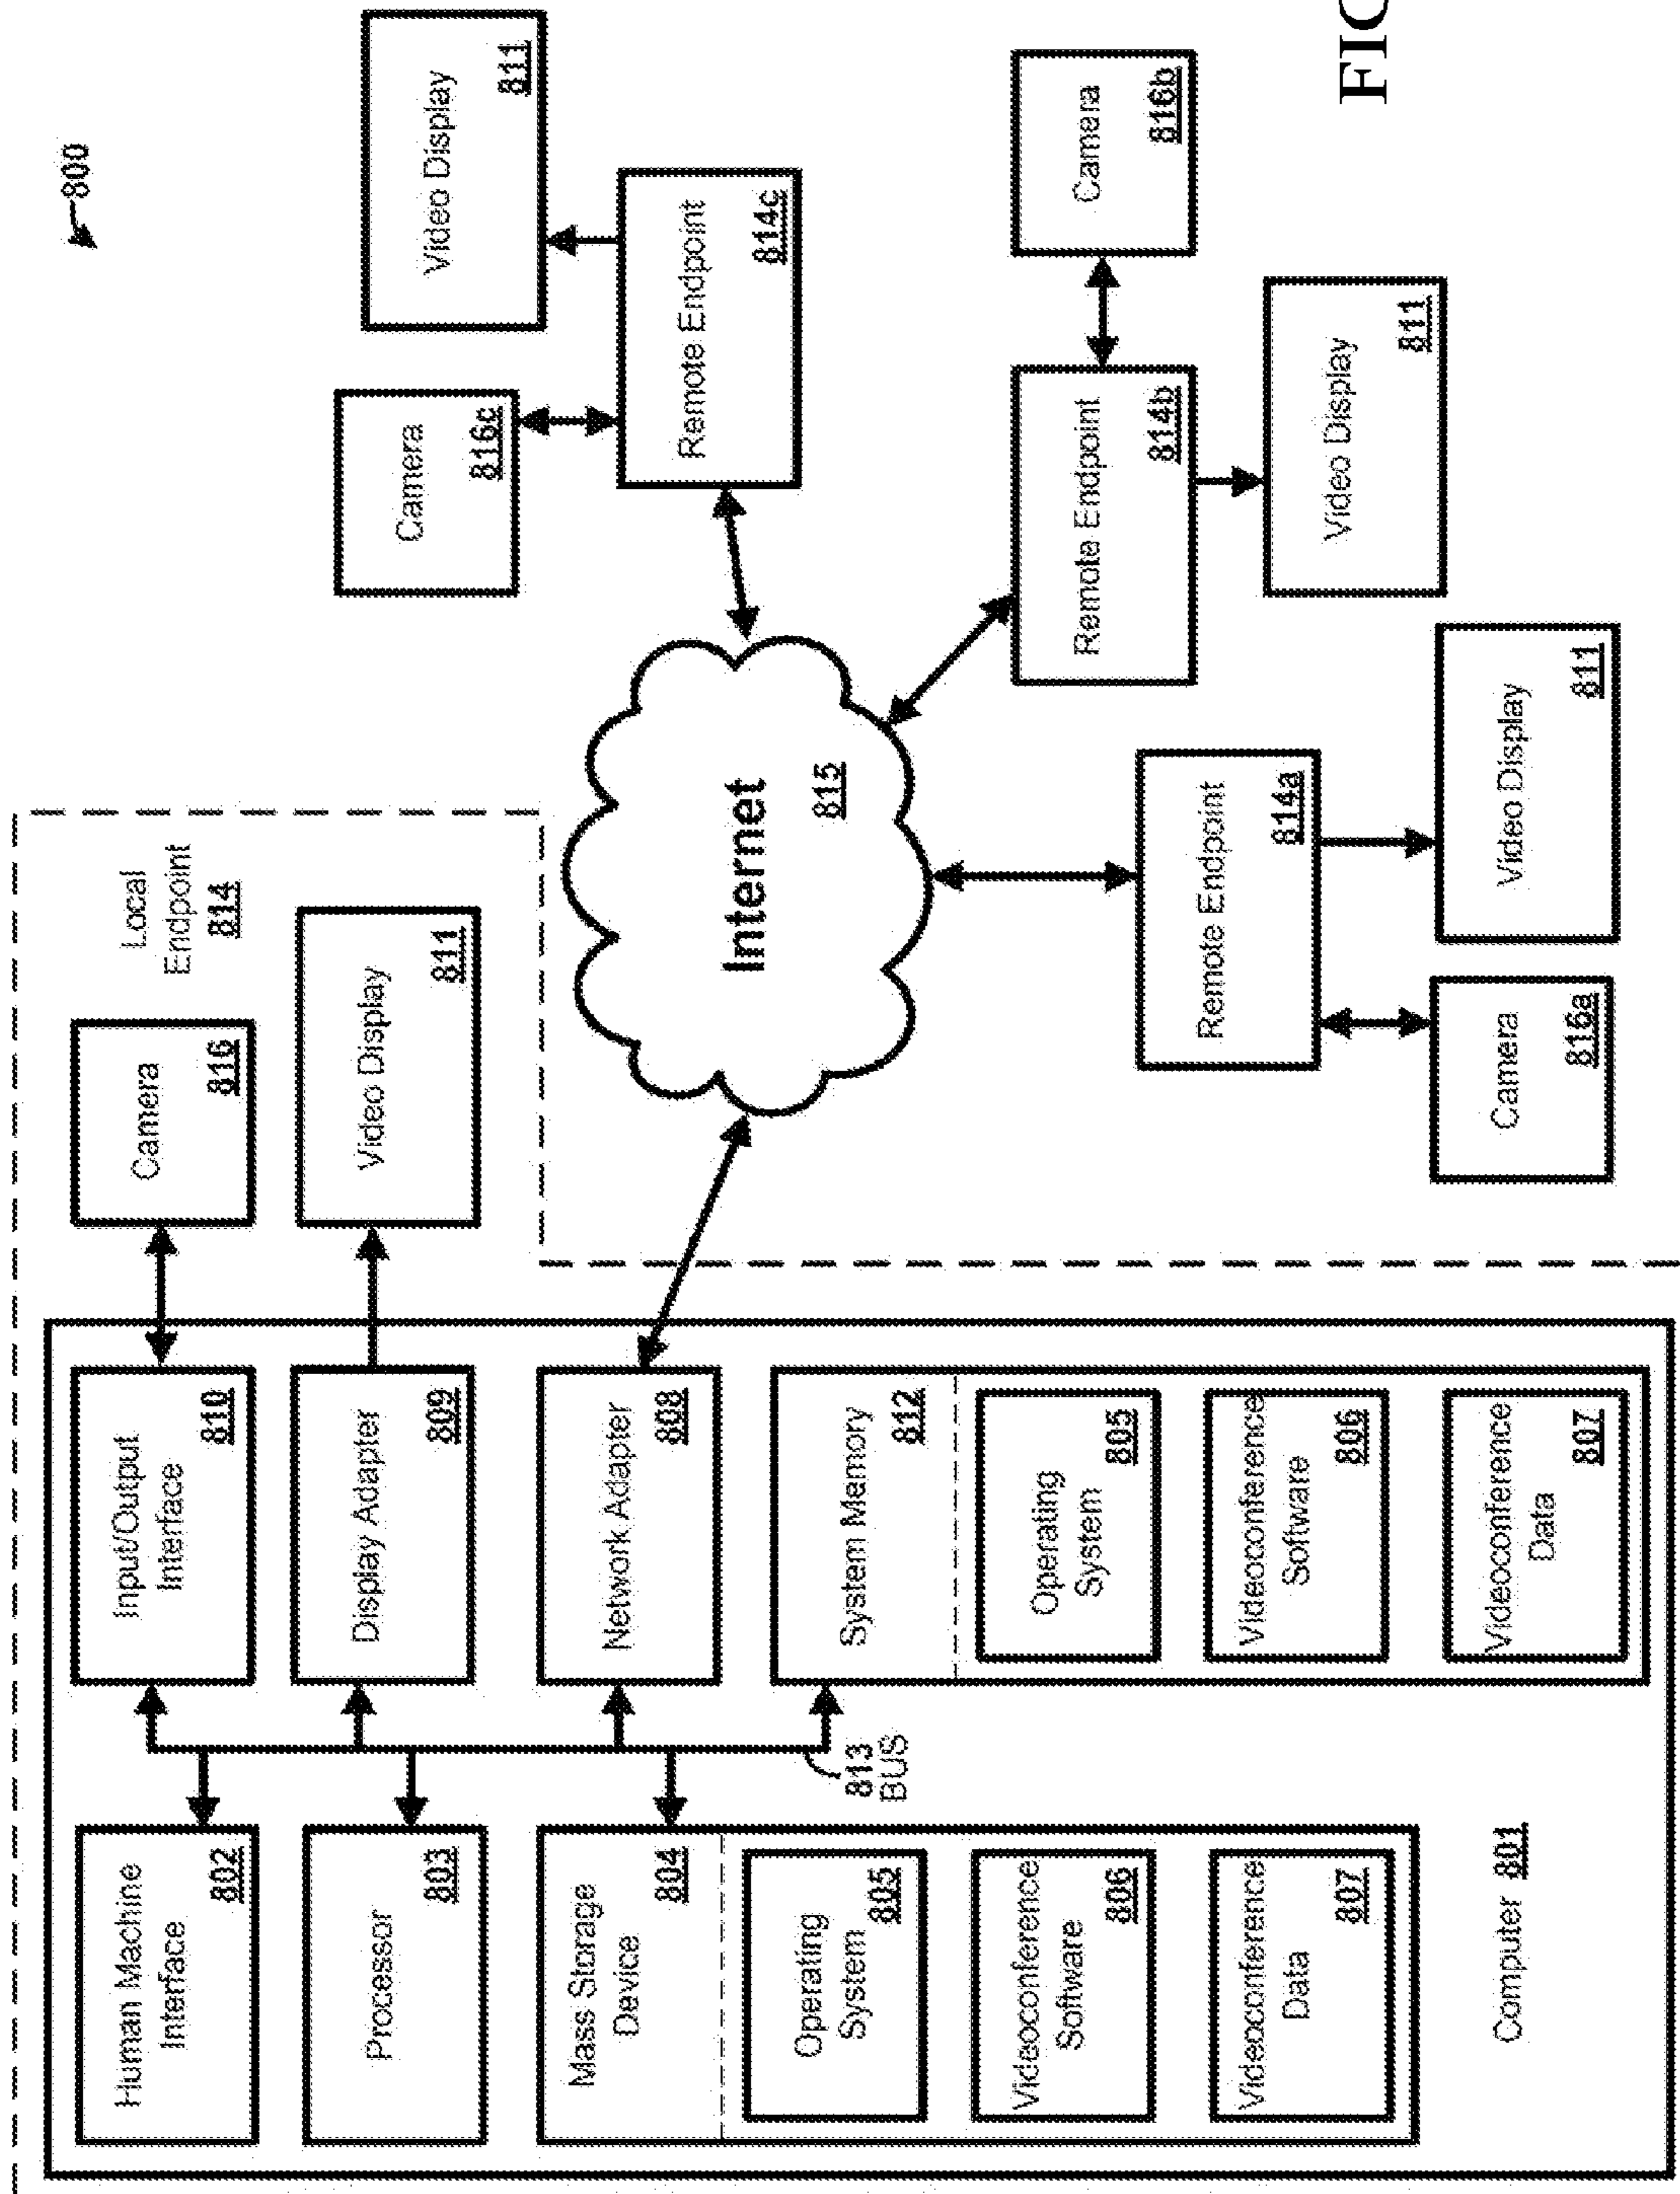 800
Local
Endpoint
814
Human Machine
Interface
802
Input/Output
Interface
810
Camera
816
Processor
803
Display Adapter
809
Video Display
811
Mass Storage
Device
804
Network Adapter
808
Operating
System
805
Videoconference
Software
806
Videoconference
Data
807
813
BUS
System Memory
812
Operating
System
805
Videoconference
Software
806
Videoconference
Data
807
Computer 801
Internet
815
Camera
816c
Video Display
811
Remote Endpoint
814c
Remote Endpoint
814b
Camera
816b
Video Display
811
Remote Endpoint
814a
Camera
816a
Video Display
811